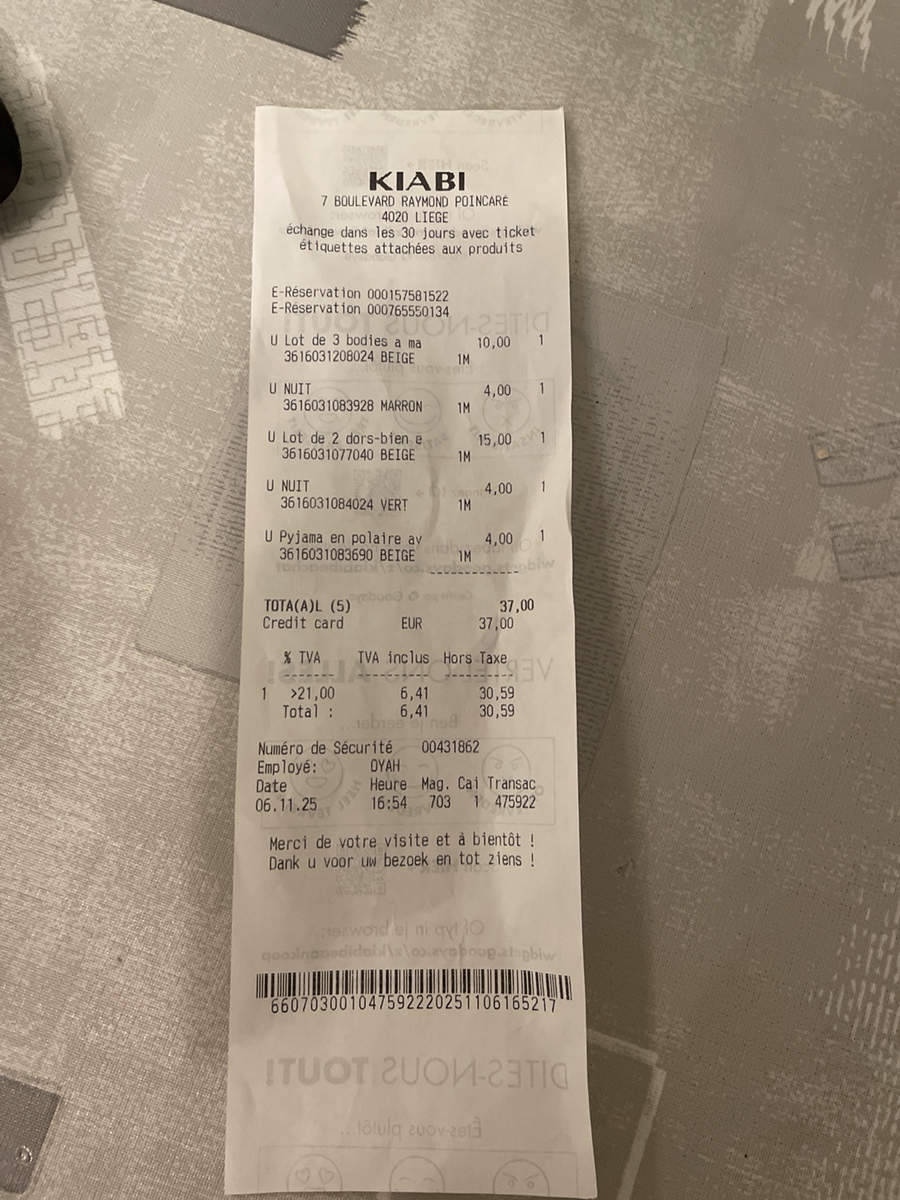 KIABI
7 BOULEVARD RAYMOND POINCARÉ
4020 LIEGE
échange dans les 30 jours avec ticket
étiquettes attachées aux produits
E-Réservation 000157581522
E-Réservation 000765550134
U Lot de 3 bodies a ma 10,00 1
3616031208024 BEIGE 1M
U NUIT 4,00 1
3616031083928 MARRON 1M
U Lot de 2 dors-bien e 15,00 1
3616031077040 BEIGE 1M
U NUIT 4,00 1
3616031084024 VERT 1M
U Pyjama en polaire av 4,00 1
3616031083690 BEIGE 1M
TOTA(A)L (5) 37,00
Credit card EUR 37,00
% TVA TVA inclus Hors Taxe
1 >21,00 6,41 30,59
Total : 6,41 30,59
Numéro de Sécurité 00431862
Employé: OYAH
Date Heure Mag. Cai Transac
06.11.25 16:54 703 1 475922
Merci de votre visite et à bientôt !
Dank u voor uw bezoek en tot ziens !
6607030010475922202511061652​17
DITES-NOUS TOUT!
Êtes-vous plutôt...